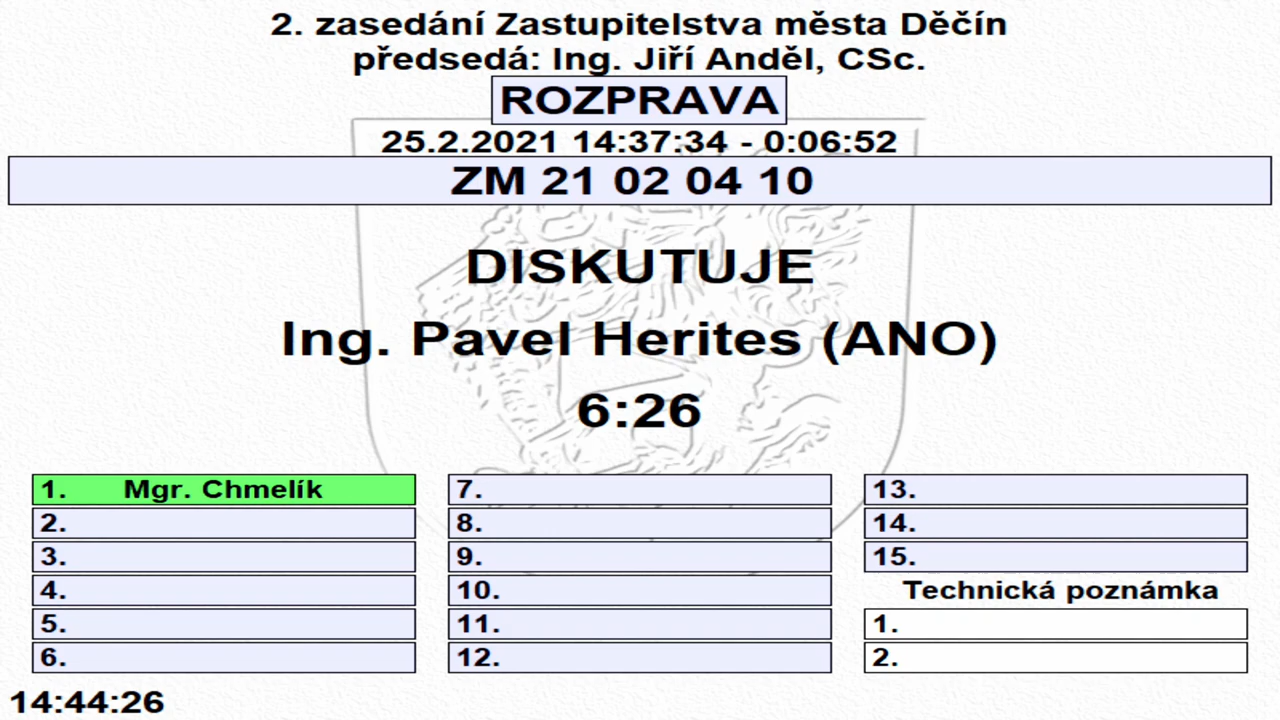 2. zasedání Zastupitelstva města Děčín
předsedá: Ing. Jiří Anděl, CSc.
ROZPRAVA
25.2.2021 14:37:34 - 0:06:52
ZM 21 02 04 10
DISKUTUJE
Ing. Pavel Herites (ANO)
6:26
1. Mgr. Chmelík
2.
3.
4.
5.
6.
7.
8.
9.
10.
11.
12.
13.
14.
15.
Technická poznámka
1.
2.
14:44:26